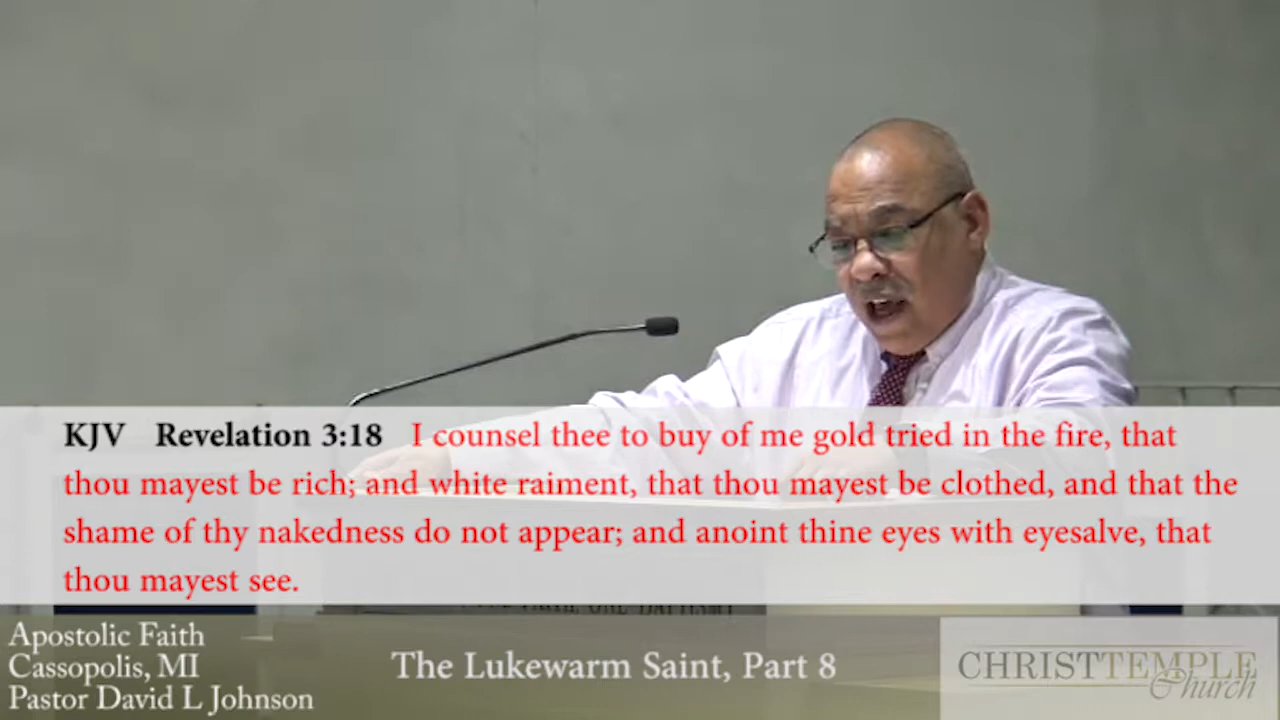 KJV Revelation 3:18 I counsel thee to buy of me gold tried in the fire, that
thou mayest be rich; and white raiment, that thou mayest be clothed, and that the
shame of thy nakedness do not appear; and anoint thine eyes with eyesalve, that
thou mayest see.
FAITH, ONE BAPTISM
Apostolic Faith
Cassopolis, MI
Pastor David L Johnson
The Lukewarm Saint, Part 8
CHRISTTEMPLE
Church